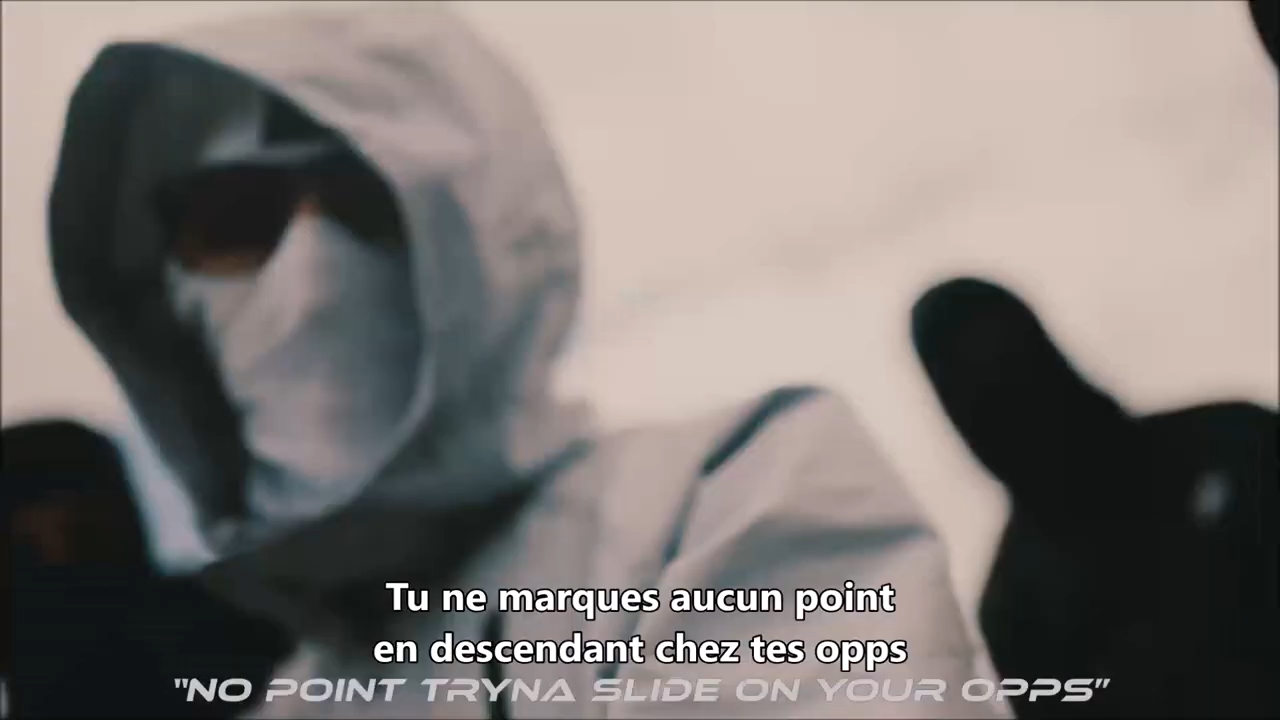 Tu ne marques aucun point
en descendant chez tes opps
"NO POINT TRYNA SLIDE ON YOUR OPPS"